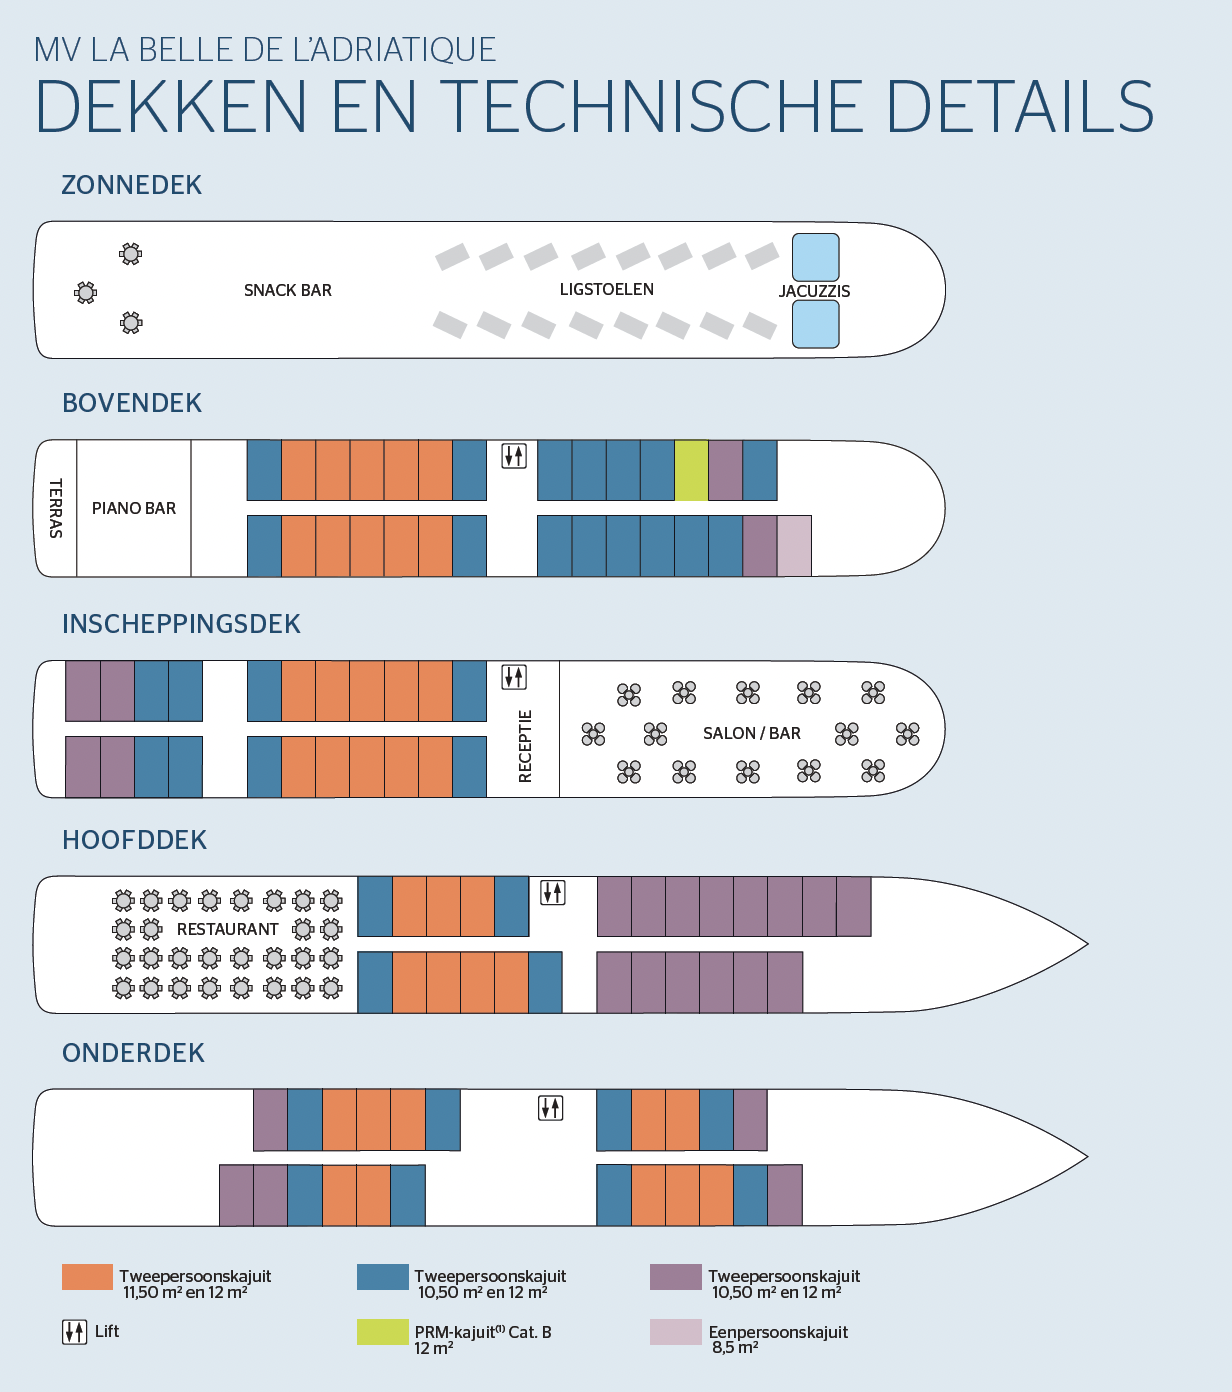 MV LA BELLE DE L’ADRIATIQUE
DEKKEN EN TECHNISCHE DETAILS
ZONNEDEK
SNACK BAR
LIGSTOELEN
JACUZZIS
BOVENDEK
TERRAS
PIANO BAR
INSCHEPPINGSDEK
RECEPTIE
SALON / BAR
HOOFDDEK
RESTAURANT
ONDERDEK
Tweepersoonskajuit
11,50 m² en 12 m²
Tweepersoonskajuit
10,50 m² en 12 m²
Tweepersoonskajuit
10,50 m² en 12 m²
Lift
PRM-kajuit⁽¹⁾ Cat. B
12 m²
Eenpersoonskajuit
8,5 m²